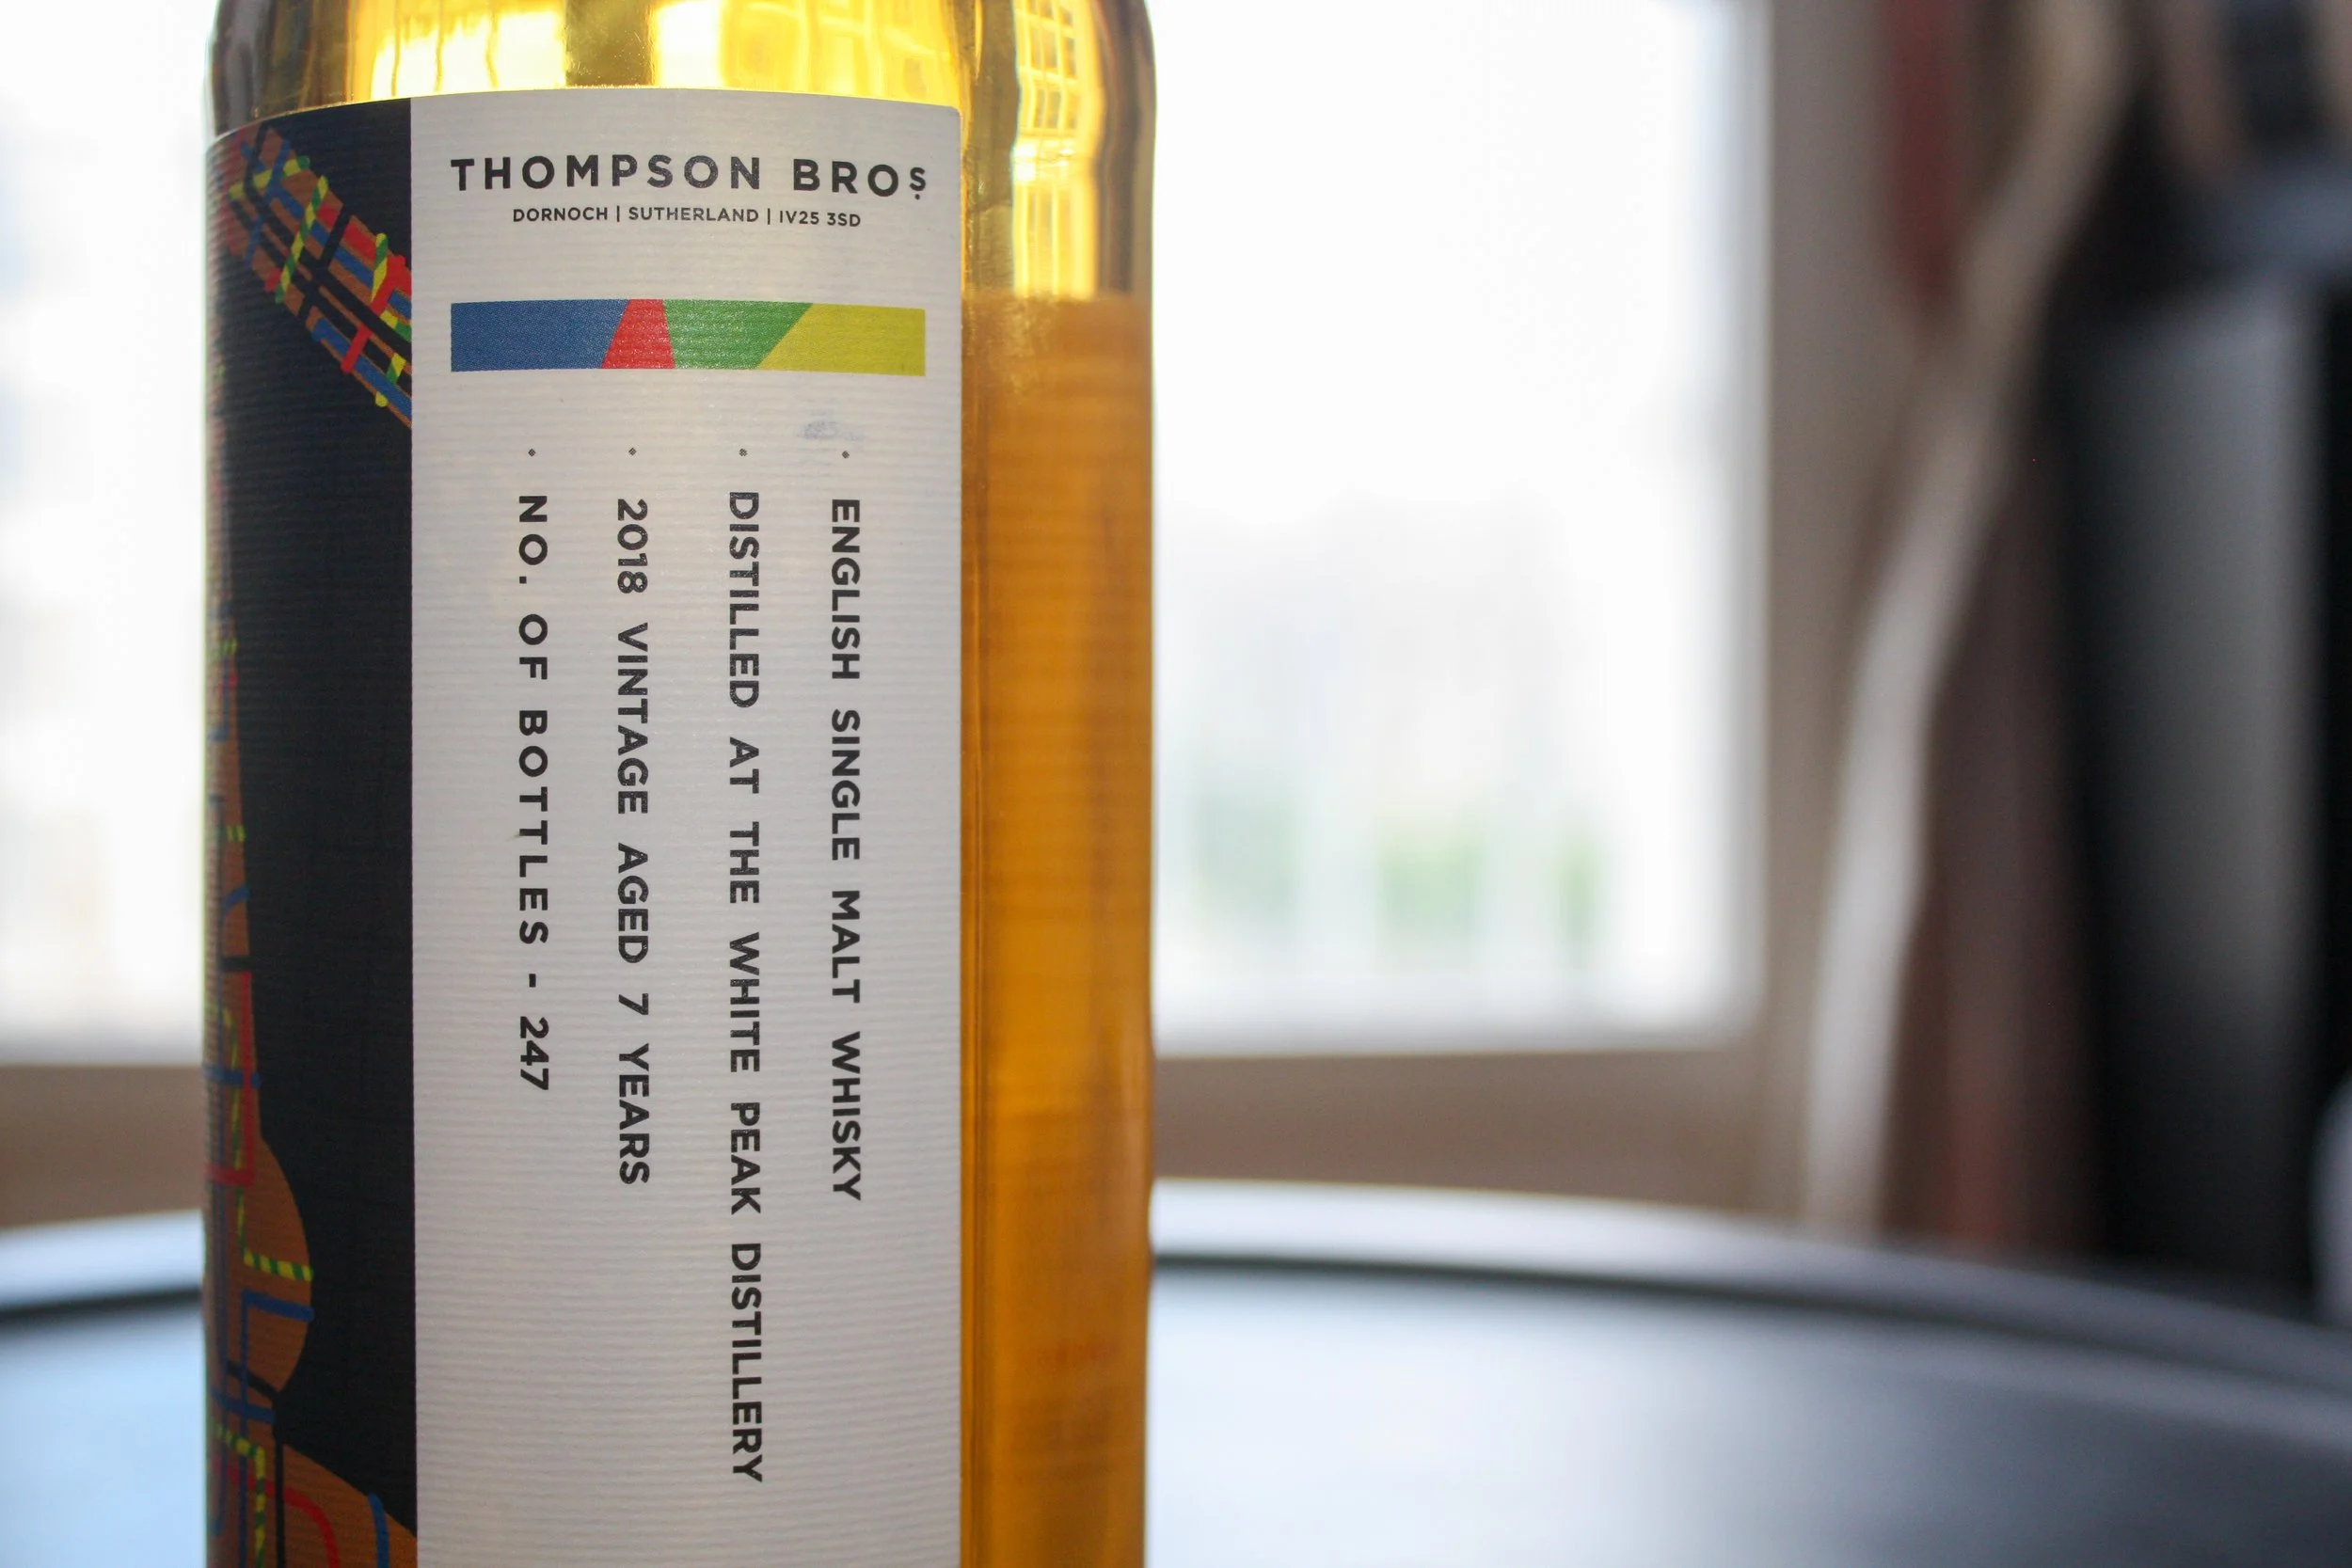 THOMPSON BROS
DORNOCH | SUTHERLAND | IV25 3SD
· ENGLISH SINGLE MALT WHISKY
· DISTILLED AT THE WHITE PEAK DISTILLERY
· 2018 VINTAGE AGED 7 YEARS
· NO. OF BOTTLES - 247